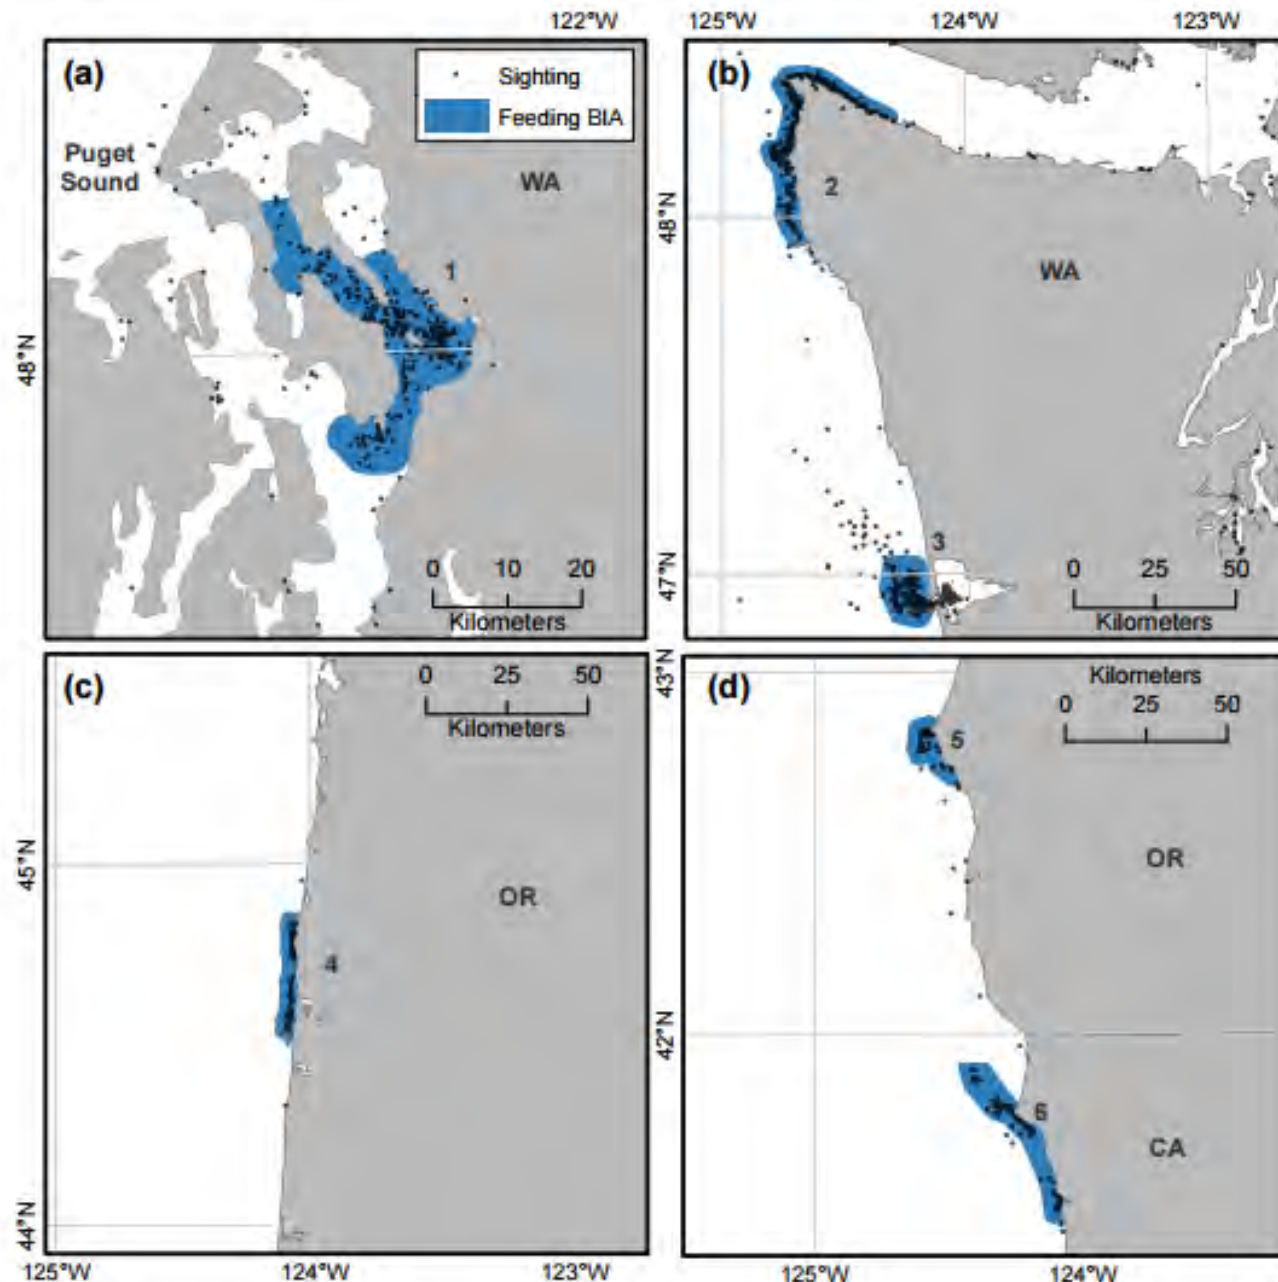 122°W
125°W 124°W 123°W
(a)
Sighting
Feeding BIA
Puget
Sound
WA
1
48°N
0 10 20
Kilometers
(b)
2
48°N
WA
3
47°N
0 25 50
Kilometers
(c)
0 25 50
Kilometers
45°N
OR
4
44°N
125°W 124°W 123°W
43°N
(d)
Kilometers
0 25 50
5
OR
42°N
6
CA
125°W 124°W